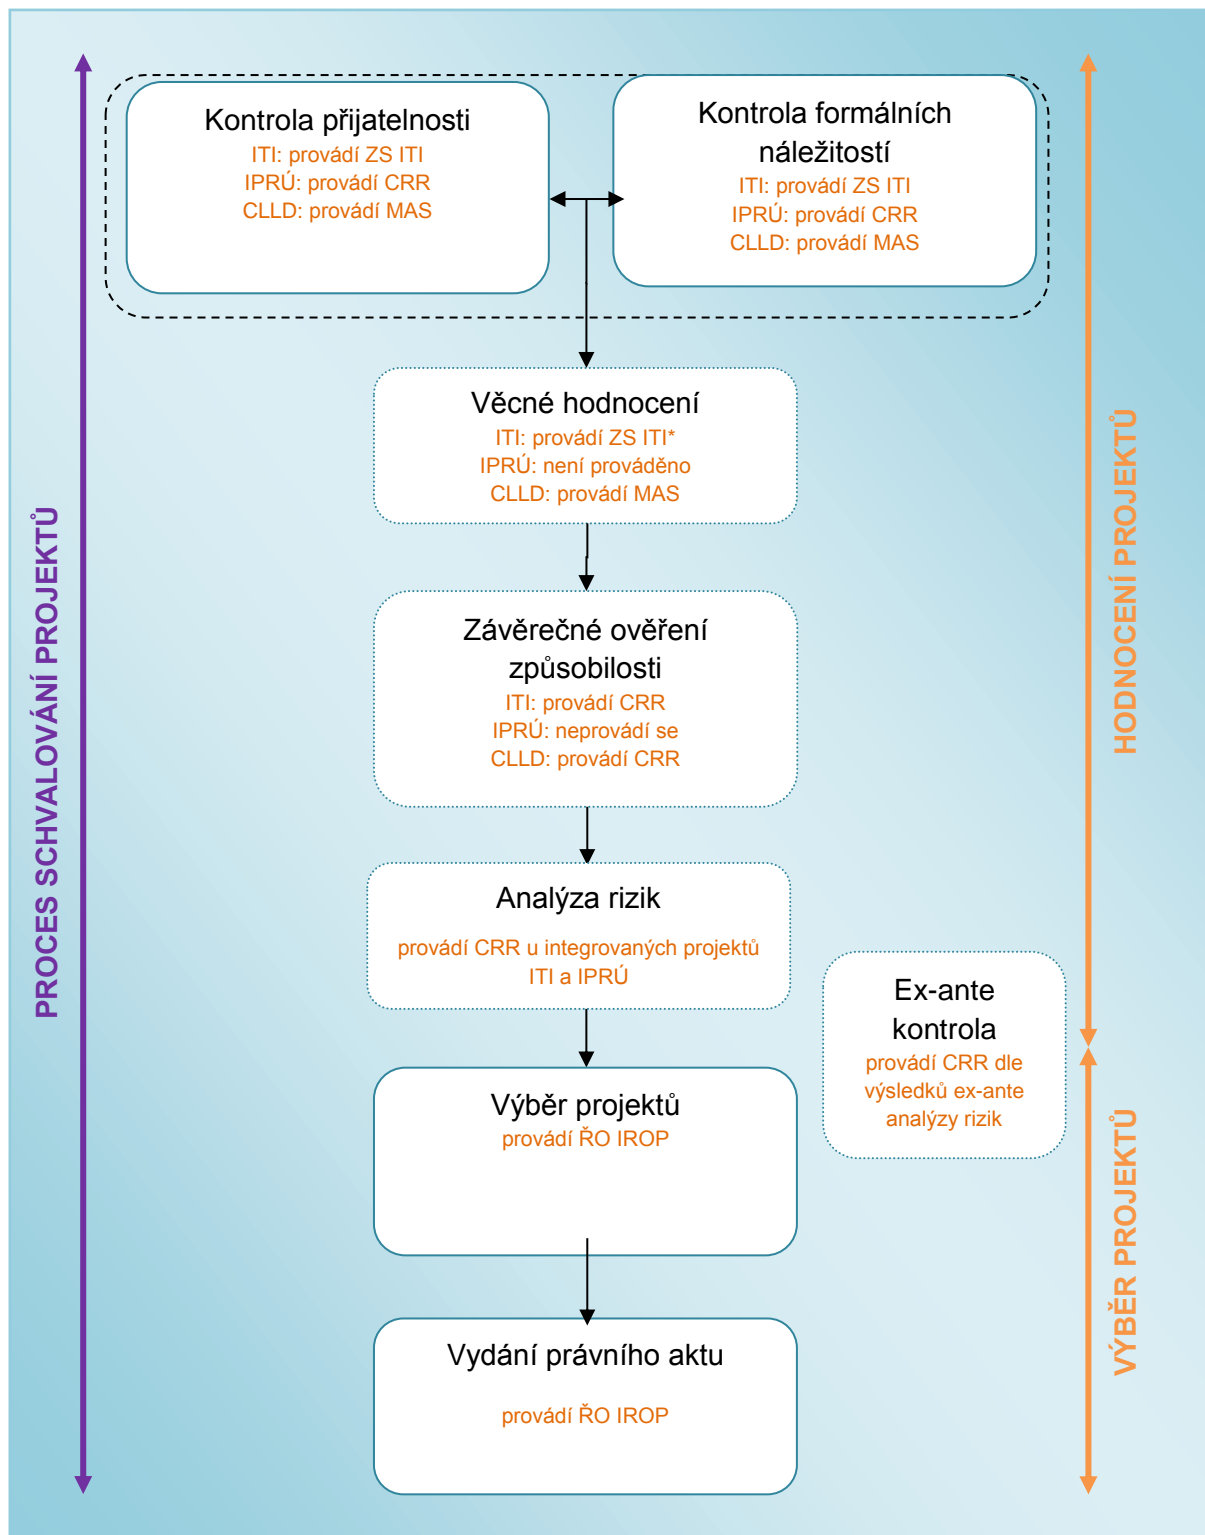 Kontrola přijatelnosti
ITI: provádí ZS ITI
IPRÚ: provádí CRR
CLLD: provádí MAS
Kontrola formálních
náležitostí
ITI: provádí ZS ITI
IPRÚ: provádí CRR
CLLD: provádí MAS
Věcné hodnocení
ITI: provádí ZS ITI*
IPRÚ: není prováděno
CLLD: provádí MAS
Závěrečné ověření
způsobilosti
ITI: provádí CRR
IPRÚ: neprovádí se
CLLD: provádí CRR
Analýza rizik
provádí CRR u integrovaných projektů
ITI a IPRÚ
Ex-ante
kontrola
provádí CRR dle
výsledků ex-ante
analýzy rizik
Výběr projektů
provádí ŘO IROP
Vydání právního aktu
provádí ŘO IROP
PROCES SCHVALOVÁNÍ PROJEKTŮ
HODNOCENÍ PROJEKTŮ
VÝBĚR PROJEKTŮ